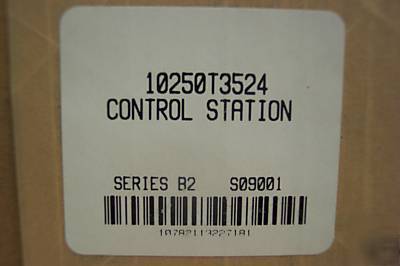 10250T3524
CONTROL STATION
SERIES B2 S09001